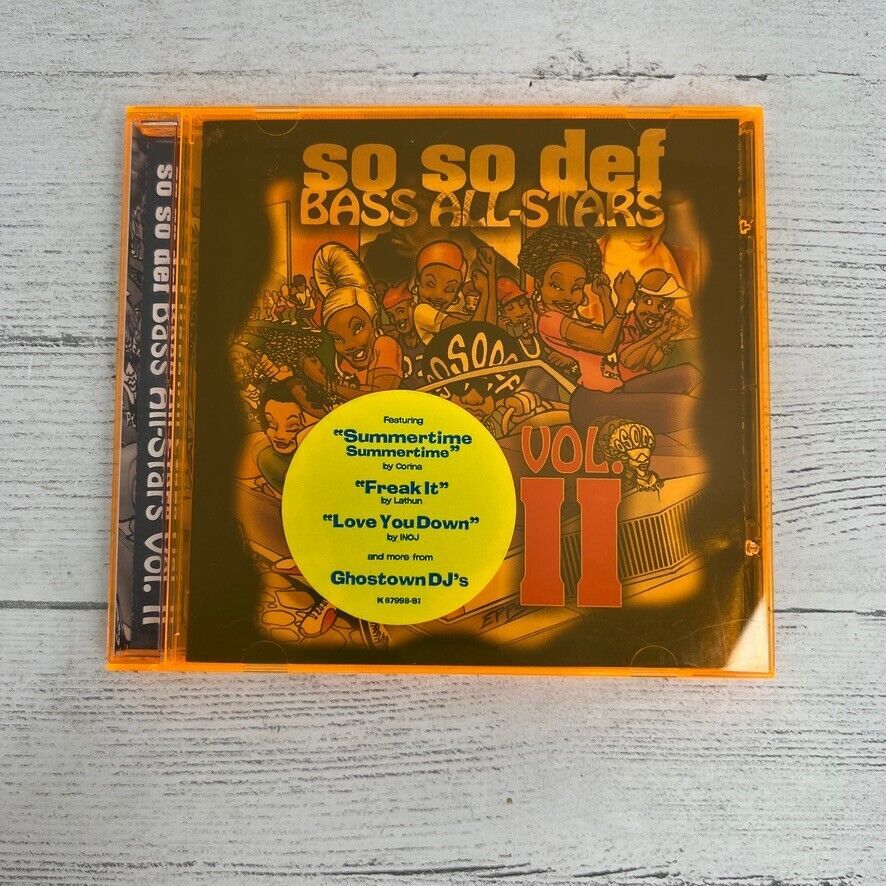 so so def
BASS ALL-STARS
so so def Bass All-Stars Vol. II
Featuring
"Summertime
Summertime"
by Corina
"Freak It"
by Lathun
"Love You Down"
by INOJ
and more from
Ghostown DJ's
K 67998-S1
VOL.
II